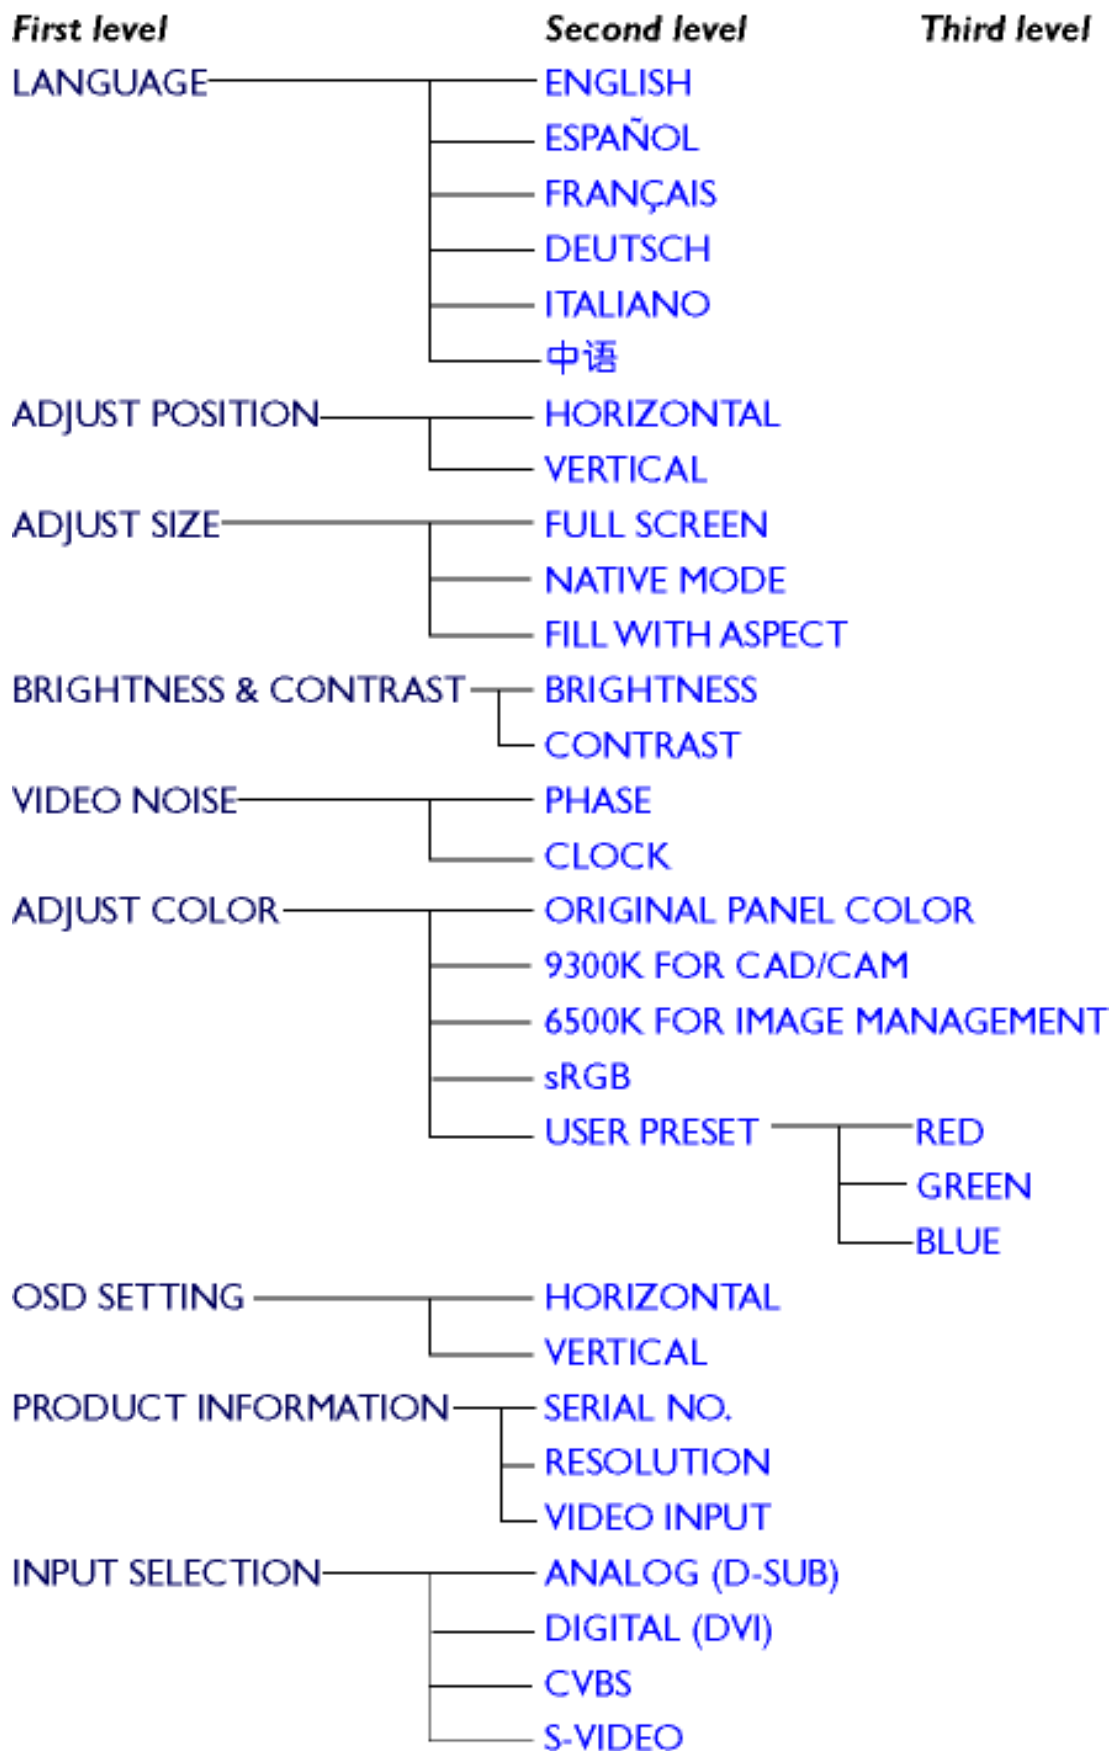 First level Second level Third level
LANGUAGE ENGLISH
ESPAÑOL
FRANÇAIS
DEUTSCH
ITALIANO
中语
ADJUST POSITION HORIZONTAL
VERTICAL
ADJUST SIZE FULL SCREEN
NATIVE MODE
FILL WITH ASPECT
BRIGHTNESS & CONTRAST BRIGHTNESS
CONTRAST
VIDEO NOISE PHASE
CLOCK
ADJUST COLOR ORIGINAL PANEL COLOR
9300K FOR CAD/CAM
6500K FOR IMAGE MANAGEMENT
sRGB
USER PRESET RED
GREEN
BLUE
OSD SETTING HORIZONTAL
VERTICAL
PRODUCT INFORMATION SERIAL NO.
RESOLUTION
VIDEO INPUT
INPUT SELECTION ANALOG (D-SUB)
DIGITAL (DVI)
CVBS
S-VIDEO